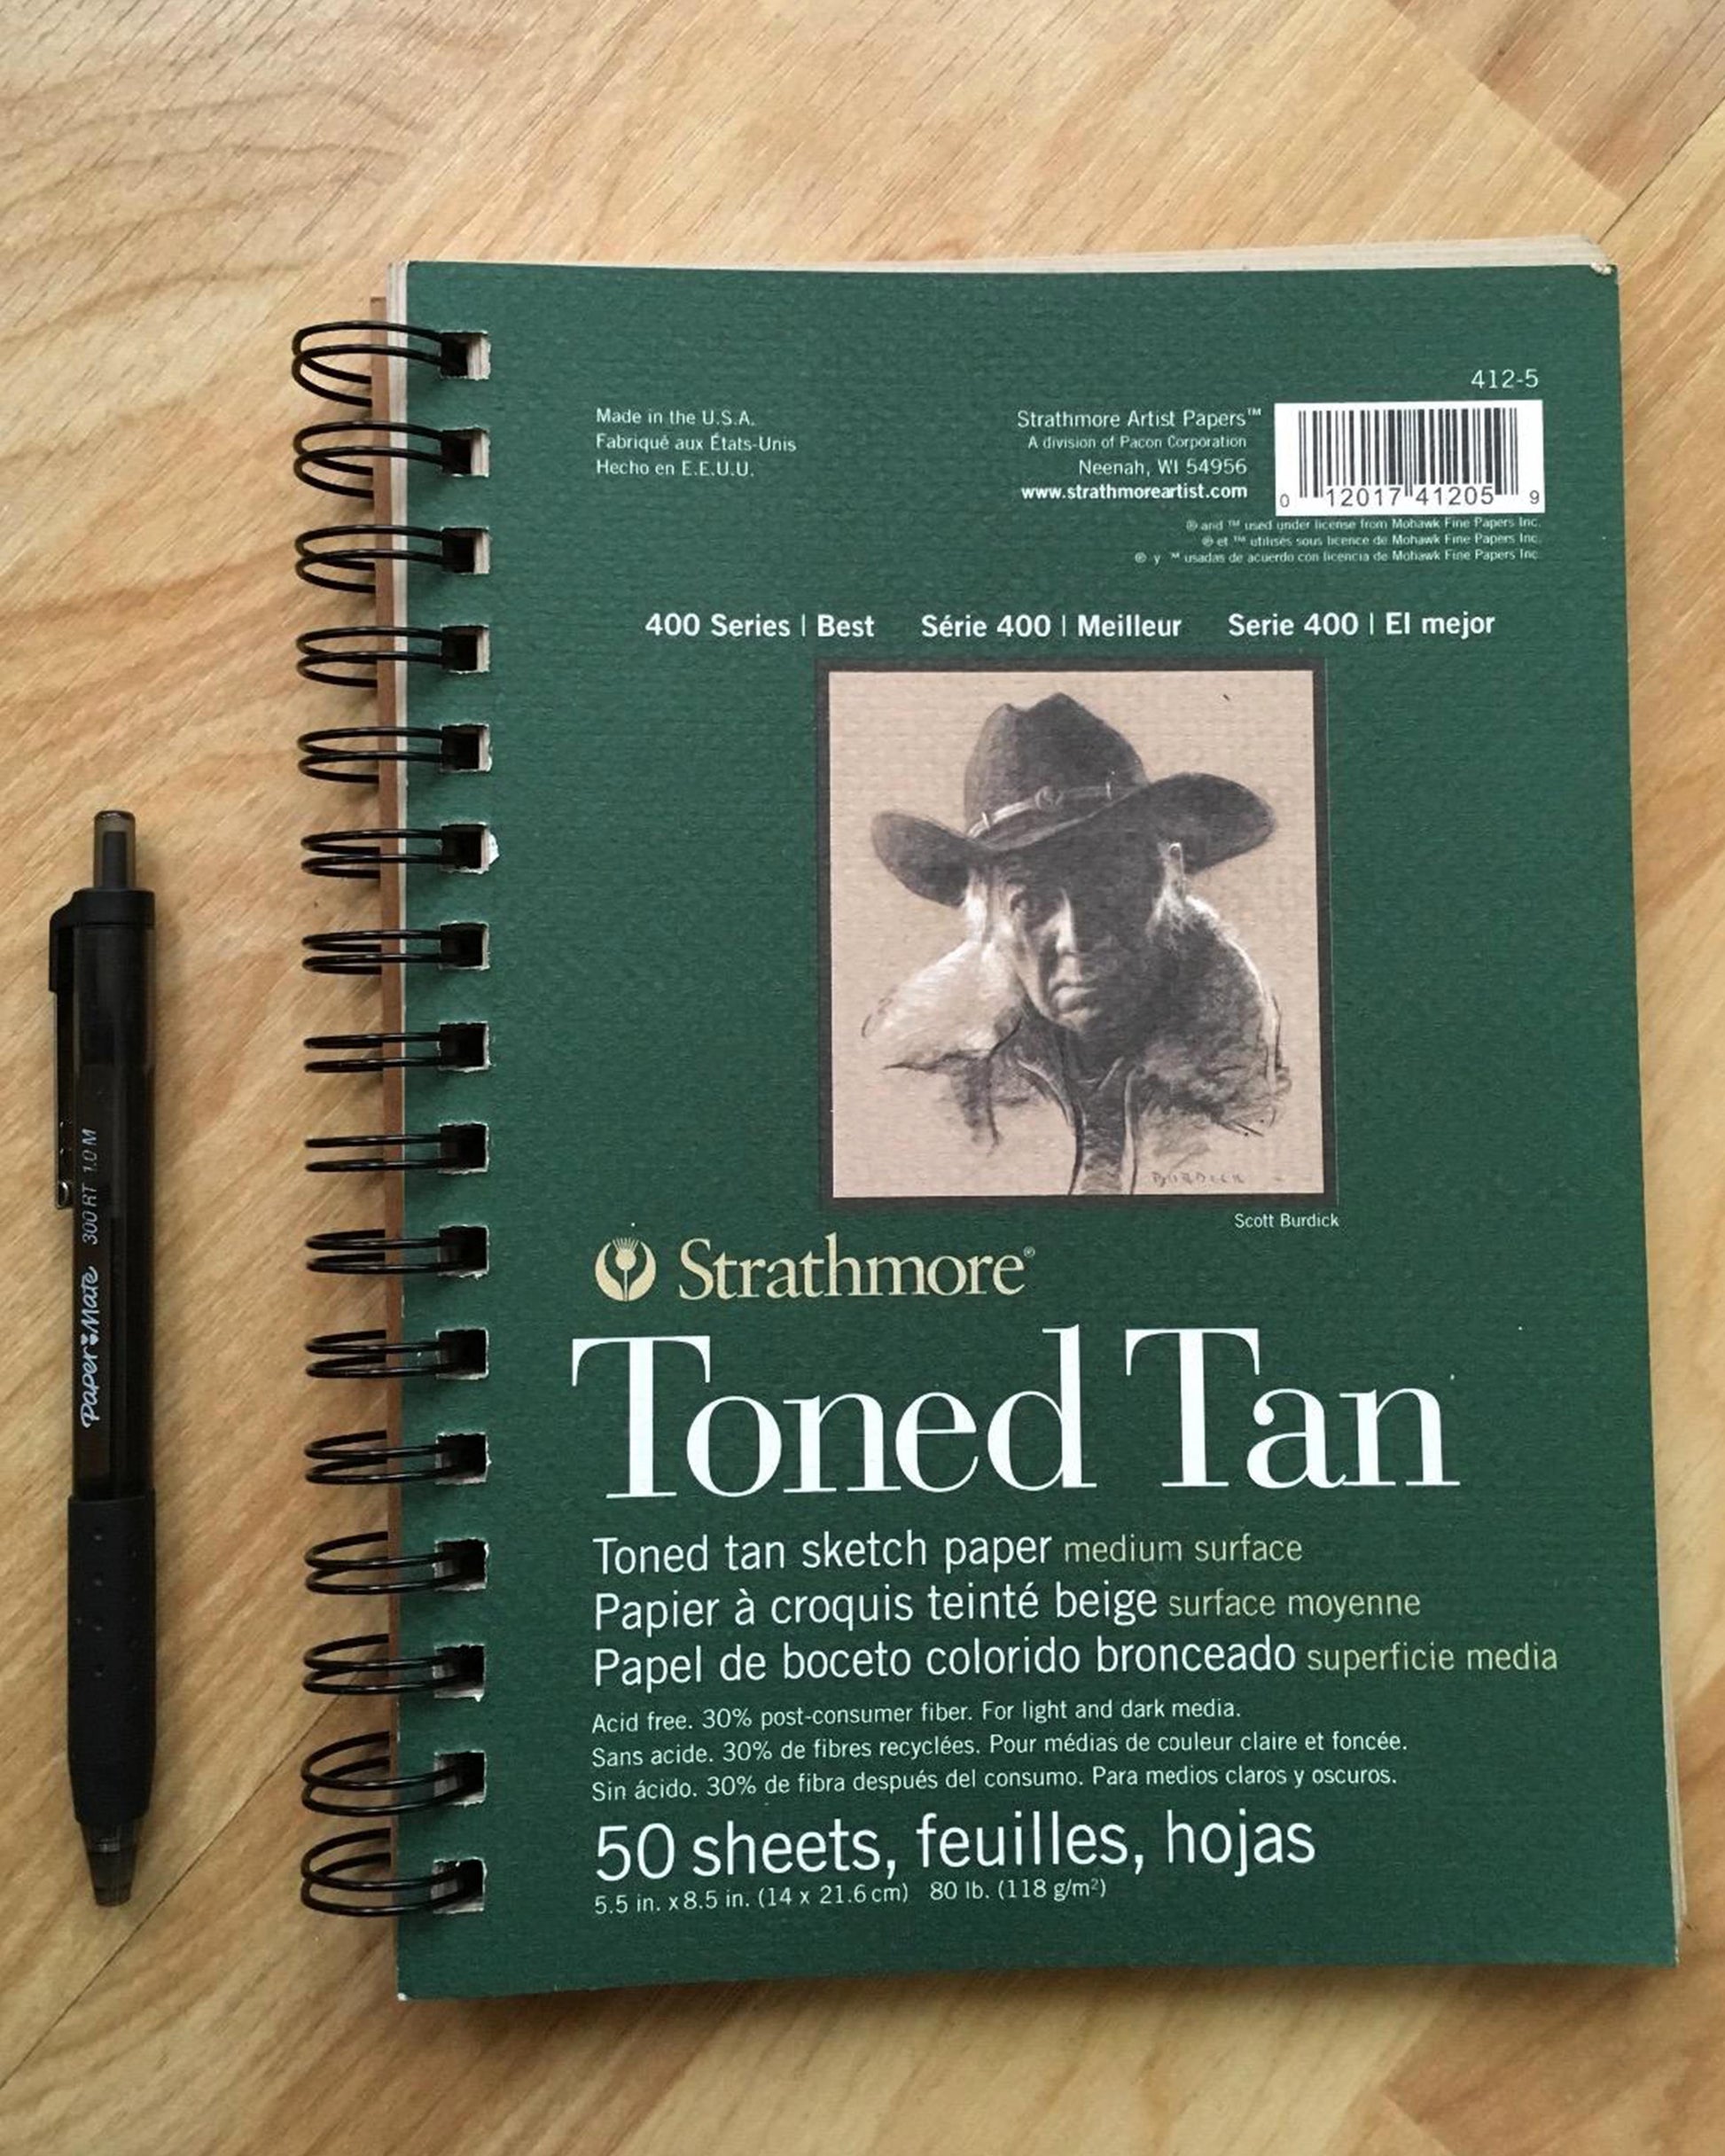 412-5
Made in the U.S.A.
Fabriqué aux États-Unis
Hecho en E.E.U.U.
Strathmore Artist Papers™
A division of Pacon Corporation
Neenah, WI 54956
www.strathmoreartist.com
0 12017 41205 9
® and ™ used under license from Mohawk Fine Papers Inc.
® et ™ utilisés sous licence de Mohawk Fine Papers Inc.
® y ™ usadas de acuerdo con licencia de Mohawk Fine Papers Inc.
400 Series | Best Série 400 | Meilleur Serie 400 | El mejor
BURDICK
Scott Burdick
Strathmore®
Toned Tan
Toned tan sketch paper medium surface
Papier à croquis teinté beige surface moyenne
Papel de boceto colorido bronceado superficie media
Acid free. 30% post-consumer fiber. For light and dark media.
Sans acide. 30% de fibres recyclées. Pour médias de couleur claire et foncée.
Sin ácido. 30% de fibra después del consumo. Para medios claros y oscuros.
50 sheets, feuilles, hojas
5.5 in. x 8.5 in. (14 x 21.6 cm) 80 lb. (118 g/m²)
Paper Mate 300 RT 1.0 M